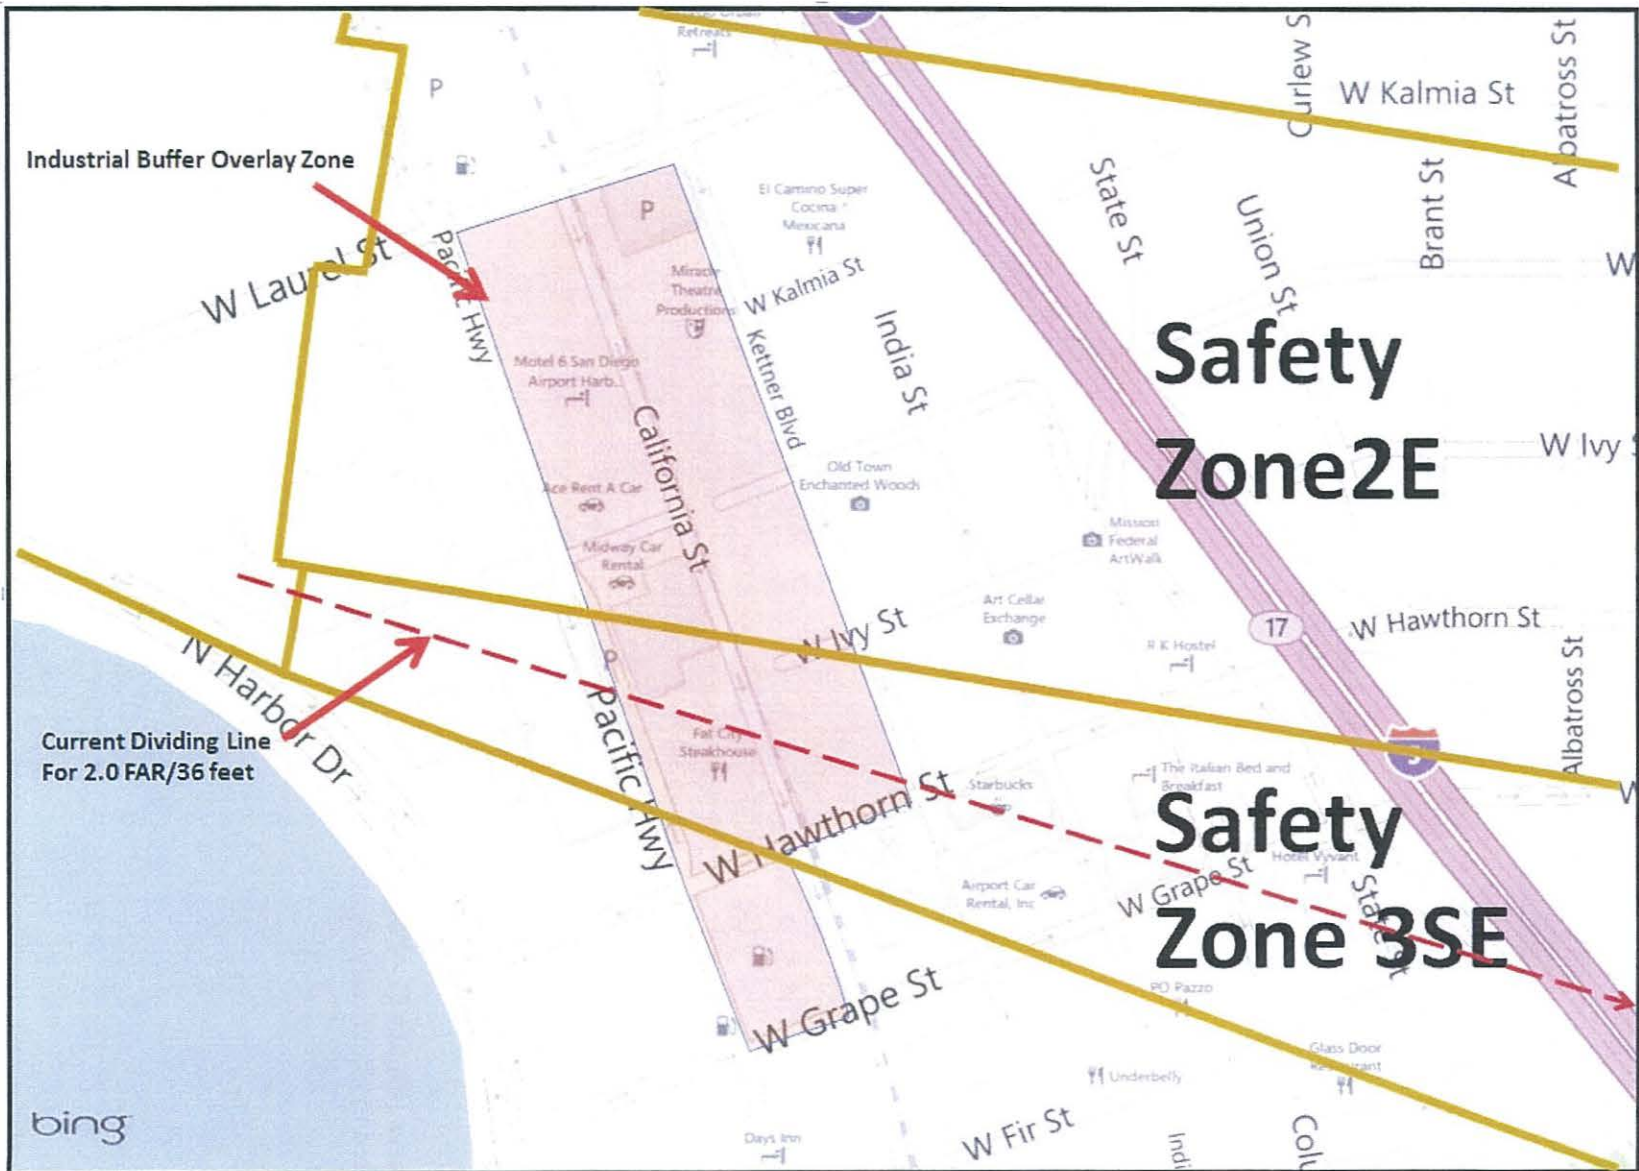 Retreats
P
Curlew S
W Kalmia St
Albatross St
Industrial Buffer Overlay Zone
State St
Union St
Brant St
W
El Camino Super
Cocina
Mexicana
P
W Laurel St
Pacific Hwy
Miracle
Theatre
Productions
W Kalmia St
Kettner Blvd
India St
Motel 6 San Diego
Airport Harb...
Safety
Zone2E
California St
W Ivy S
Old Town
Enchanted Woods
Ace Rent A Car
Mission
Federal
ArtWalk
Midway Car
Rental
Art Cellar
Exchange
17
W Hawthorn St
W Ivy St
R K Hostel
P
N Harbor Dr
Pacific Hwy
Albatross St
Current Dividing Line
For 2.0 FAR/36 feet
Fat City
Steakhouse
5
The Italian Bed and
Breakfast
Starbucks
W
W Hawthorn St
Safety
Zone 3SE
Hotel Vyvant
W Grape St
State St
Airport Car
Rental, Inc
PO Pazzo
W Grape St
Glass Door
Restaurant
Underbelly
bing
W Fir St
Days Inn
Indi
Colu